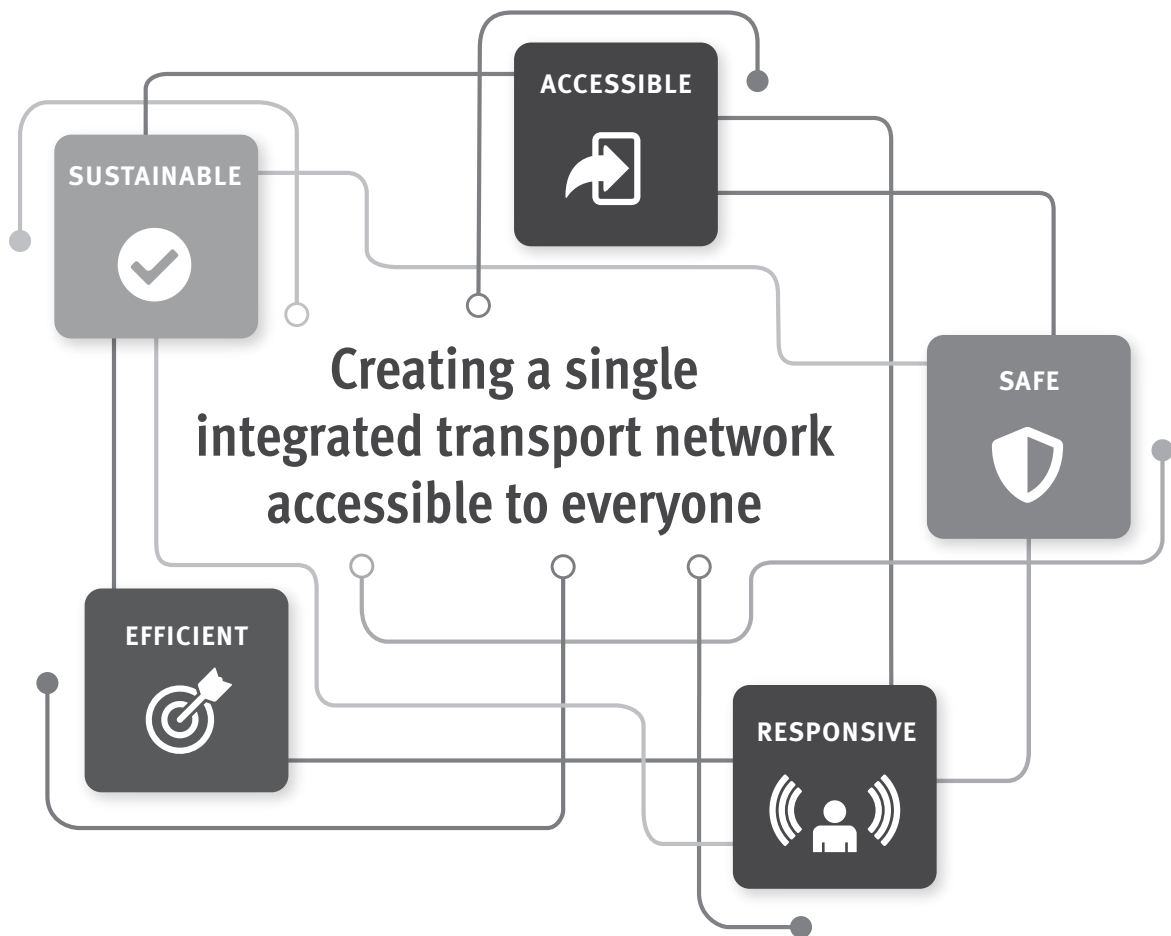 ACCESSIBLE
SUSTAINABLE
Creating a single
integrated transport network
accessible to everyone
SAFE
EFFICIENT
RESPONSIVE